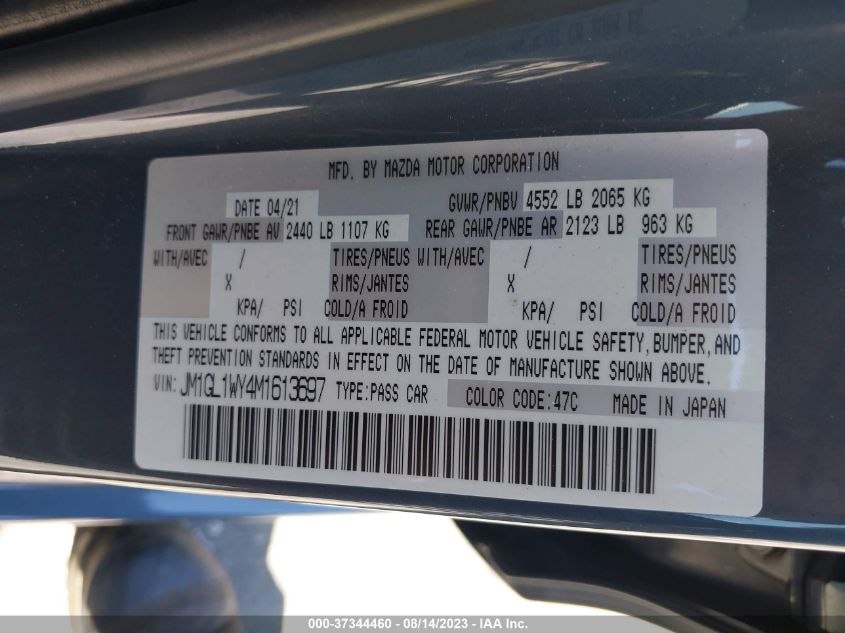 MFD. BY MAZDA MOTOR CORPORATION
DATE 04/21 GVWR/PNBV 4552 LB 2065 KG
FRONT GAWR/PNBE AV 2440 LB 1107 KG REAR GAWR/PNBE AR 2123 LB 963 KG
WITH/AVEC / TIRES/PNEUS WITH/AVEC / TIRES/PNEUS
X RIMS/JANTES X RIMS/JANTES
KPA/ PSI COLD/A FROID KPA/ PSI COLD/A FROID
THIS VEHICLE CONFORMS TO ALL APPLICABLE FEDERAL MOTOR VEHICLE SAFETY, BUMPER, AND
THEFT PREVENTION STANDARDS IN EFFECT ON THE DATE OF MANUFACTURE SHOWN ABOVE.
VIN: JM1GL1WY4M1613697 TYPE:PASS CAR COLOR CODE:47C MADE IN JAPAN
000-37344460 - 08/14/2023 - IAA Inc.